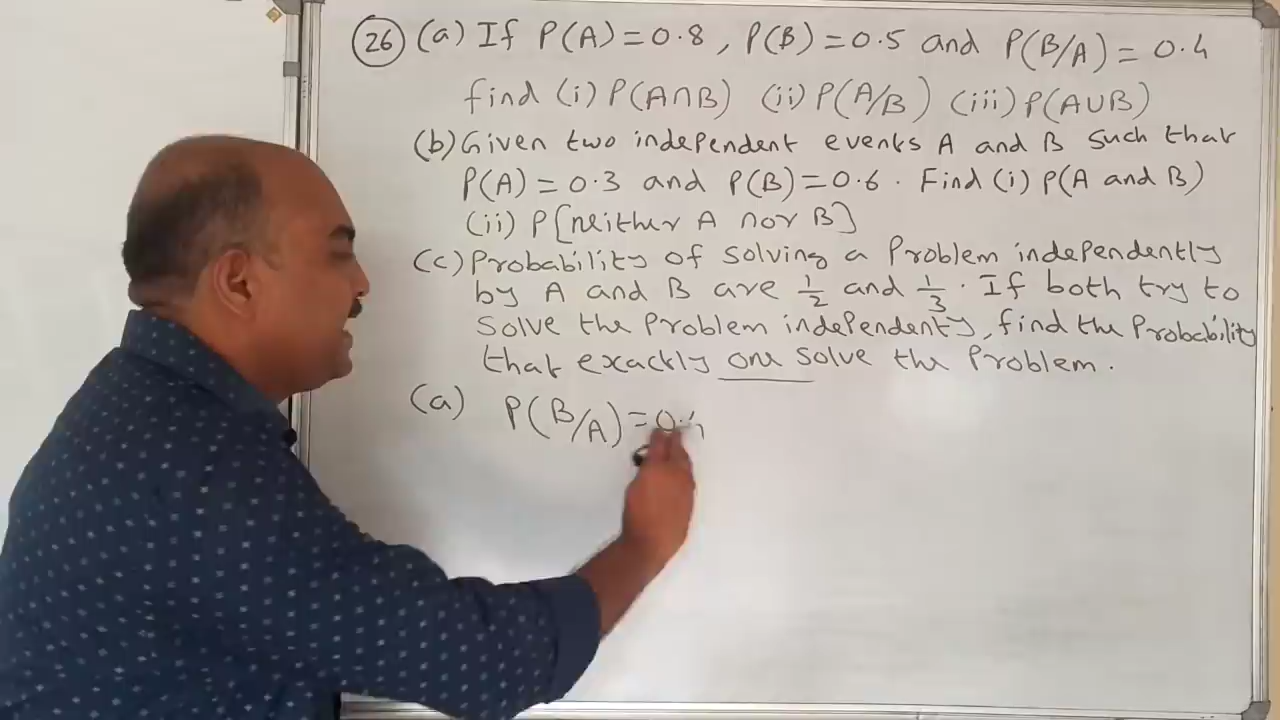 26 (a) If P(A) = 0.8, P(B) = 0.5 and P(B/A) = 0.4
find (i) P(A∩B) (ii) P(A/B) (iii) P(A∪B)
(b) Given two independent events A and B such that
P(A) = 0.3 and P(B) = 0.6. Find (i) P(A and B)
(ii) P[neither A nor B]
(c) Probability of solving a Problem independently
by A and B are 1/2 and 1/3. If both try to
solve the Problem independenty, find the Probability
that exactly one solve the Problem.
(a) P(B/A) = 0.4